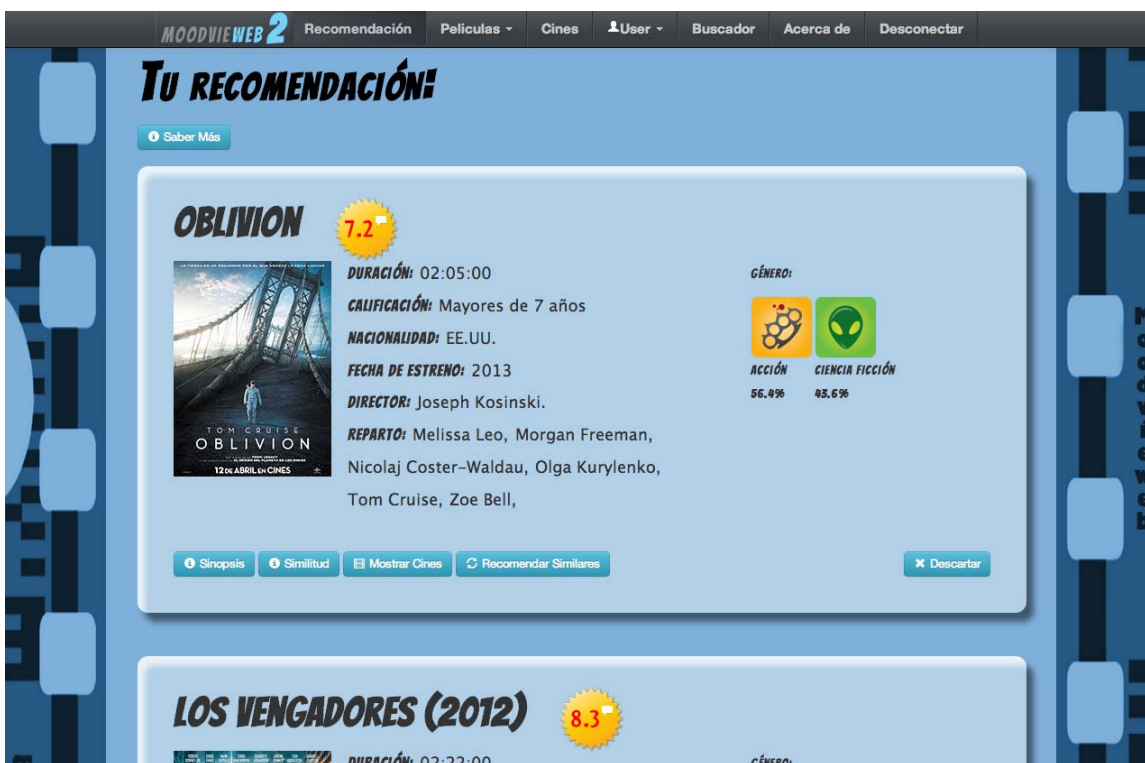 MOODVIEWEB 2 Recomendación Peliculas Cines User Buscador Acerca de Desconectar
TU RECOMENDACIÓN:
Saber Más
OBLIVION 7.2
DURACIÓN: 02:05:00
GÉNERO:
CALIFICACIÓN: Mayores de 7 años
NACIONALIDAD: EE.UU.
FECHA DE ESTRENO: 2013
ACCIÓN CIENCIA FICCIÓN
56.4% 43.6%
DIRECTOR: Joseph Kosinski.
REPARTO: Melissa Leo, Morgan Freeman,
Nicolaj Coster-Waldau, Olga Kurylenko,
Tom Cruise, Zoe Bell,
TOM CRUISE
OBLIVION
12 DE ABRIL EN CINES
Sinopsis Similitud Mostrar Cines Recomendar Similares Descartar
LOS VENGADORES (2012) 8.3
DURACIÓN: 02:22:00
GÉNERO: